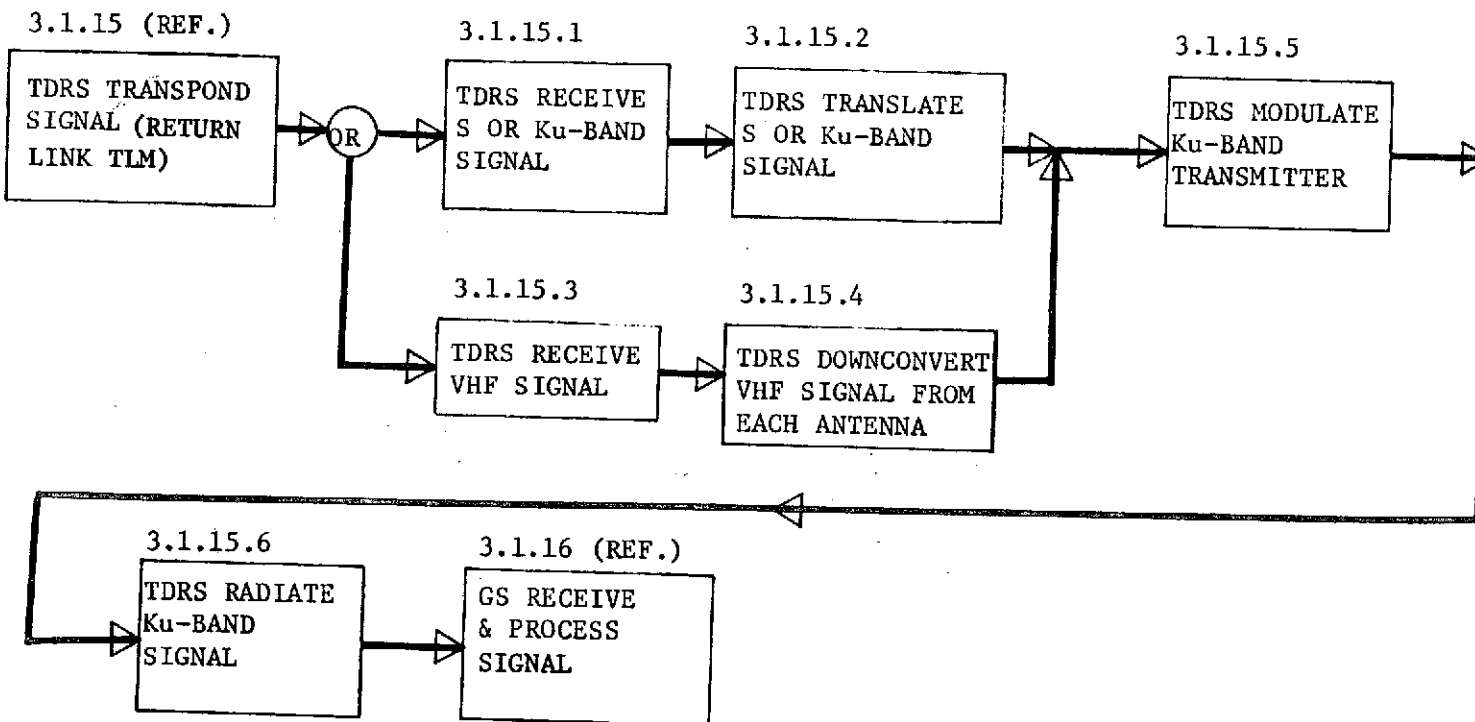 3.1.15 (REF.)
TDRS TRANSPOND
SIGNAL (RETURN
LINK TLM)
OR
3.1.15.1
TDRS RECEIVE
S OR Ku-BAND
SIGNAL
3.1.15.2
TDRS TRANSLATE
S OR Ku-BAND
SIGNAL
3.1.15.5
TDRS MODULATE
Ku-BAND
TRANSMITTER
3.1.15.3
TDRS RECEIVE
VHF SIGNAL
3.1.15.4
TDRS DOWNCONVERT
VHF SIGNAL FROM
EACH ANTENNA
3.1.15.6
TDRS RADIATE
Ku-BAND
SIGNAL
3.1.16 (REF.)
GS RECEIVE
& PROCESS
SIGNAL